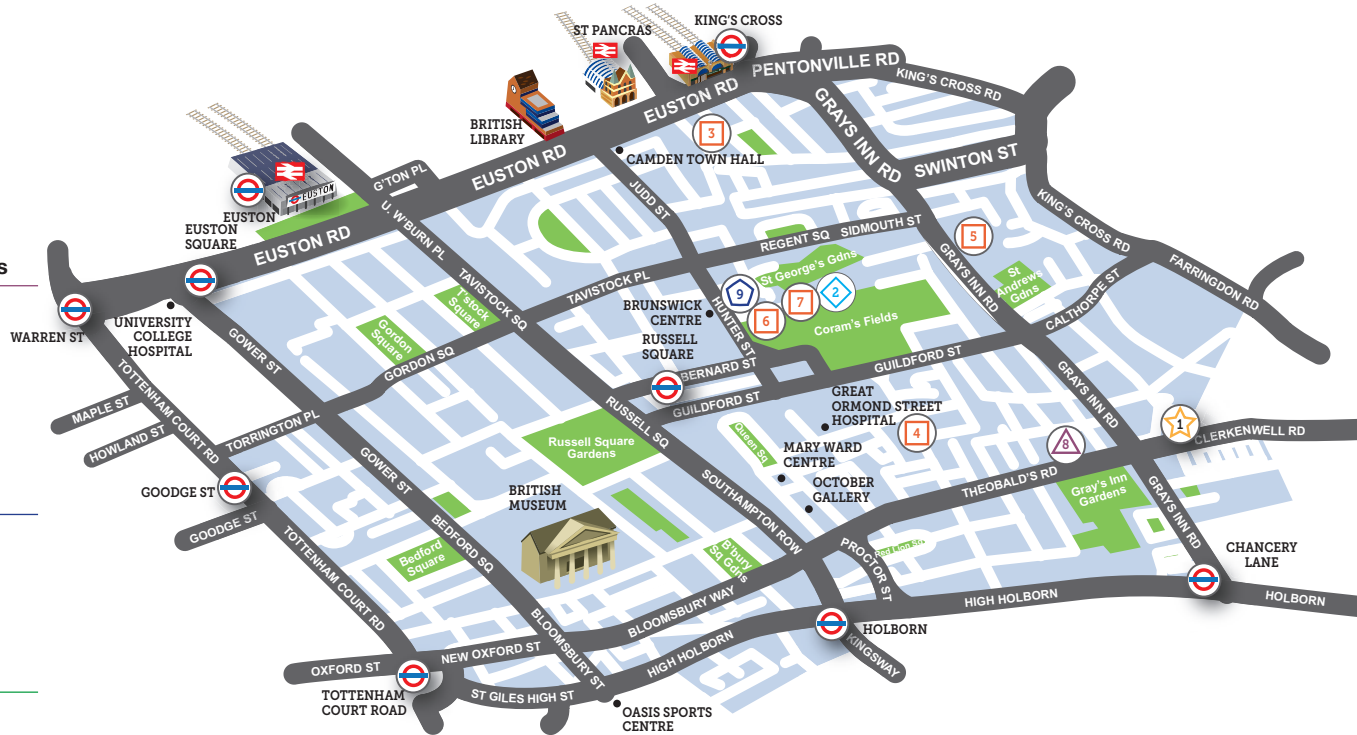 KING'S CROSS
ST PANCRAS
PENTONVILLE RD
KING'S CROSS RD
EUSTON RD
BRITISH
LIBRARY
3
CAMDEN TOWN HALL
GRAYS INN RD
SWINTON ST
EUSTON RD
G'TON PL
JUDD ST
EUSTON
EUSTON
EUSTON
SQUARE
U. W'BURN PL
KING'S CROSS RD
EUSTON RD
REGENT SQ
SIDMOUTH ST
5
GRAYS INN RD
FARRINGDON RD
s
St George's Gdns
St
Andrews
Gdns
CALTHORPE ST
TAVISTOCK SQ
TAVISTOCK PL
T'stock
Square
9
7
2
6
HUNTER ST
BRUNSWICK
CENTRE
Coram's Fields
WARREN ST
UNIVERSITY
COLLEGE
HOSPITAL
GOWER ST
Gordon
Square
GORDON SQ
RUSSELL
SQUARE
BERNARD ST
GUILDFORD ST
GUILDFORD ST
GRAYS INN RD
TOTTENHAM COURT RD
MAPLE ST
HOWLAND ST
TORRINGTON PL
RUSSELL SQ
GREAT
ORMOND STREET
HOSPITAL
4
1
CLERKENWELL RD
8
Russell Square
Gardens
Queen Sq
MARY WARD
CENTRE
OCTOBER
GALLERY
THEOBALD'S RD
Gray's Inn
Gardens
GOWER ST
SOUTHAMPTON ROW
GOODGE ST
GOODGE ST
BRITISH
MUSEUM
BEDFORD SQ
Bedford
Square
B'bury
Sq Gdns
PROCTOR ST
Red Lion Sq
GRAYS INN RD
CHANCERY
LANE
TOTTENHAM COURT RD
BLOOMSBURY WAY
BLOOMSBURY ST
HIGH HOLBORN
HOLBORN
HOLBORN
KINGSWAY
HIGH HOLBORN
NEW OXFORD ST
OXFORD ST
ST GILES HIGH ST
TOTTENHAM
COURT ROAD
OASIS SPORTS
CENTRE